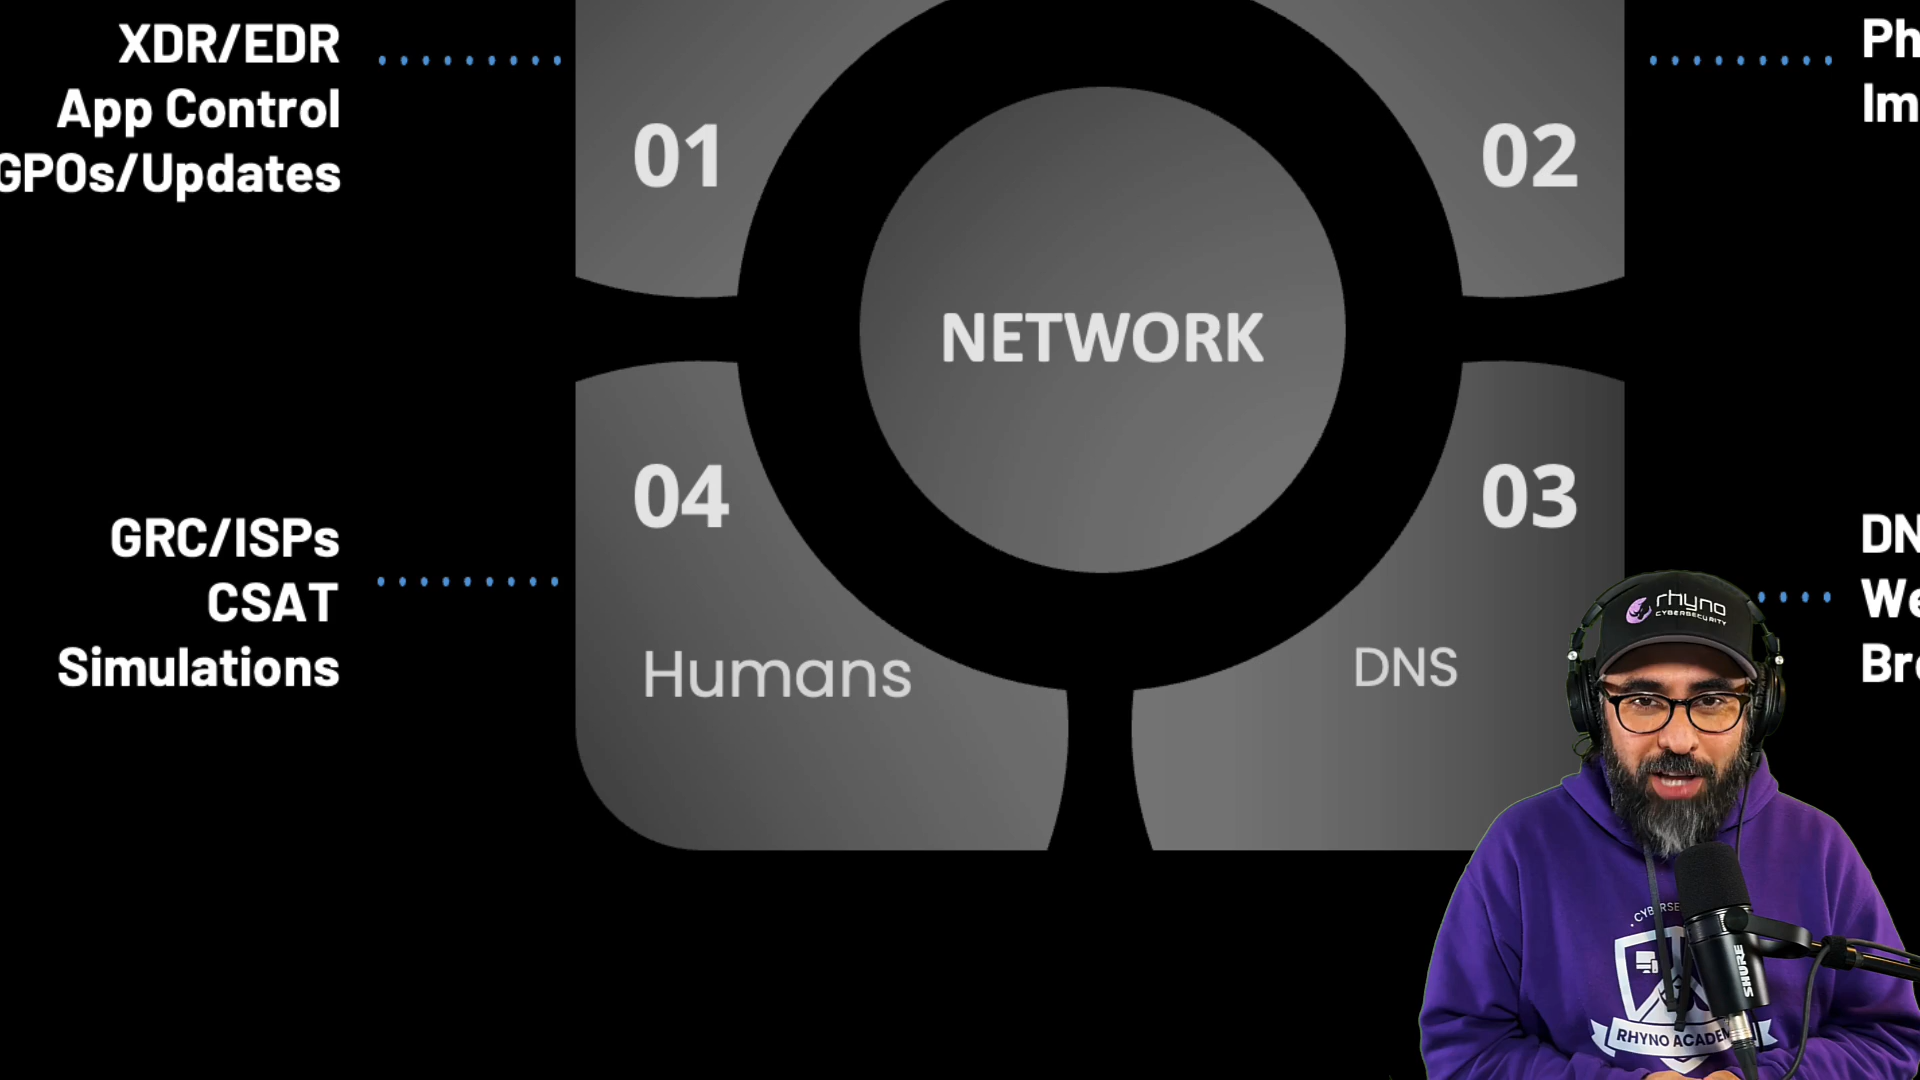 XDR/EDR
App Control
GPOs/Updates
01
02
NETWORK
04
03
GRC/ISPs
CSAT
Simulations
Humans
DNS
rhyno
CYBERSECURITY
SHURE
RHYNO